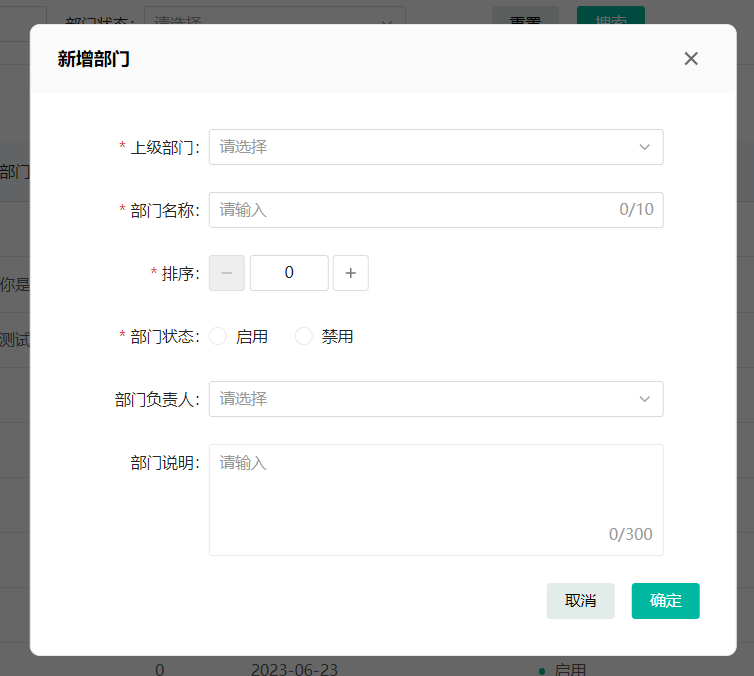 部门状态： 请选择 重置 搜索
新增部门
* 上级部门： 请选择
* 部门名称： 请输入 0/10
* 排序： − 0 +
* 部门状态： 启用 禁用
部门负责人： 请选择
部门说明： 请输入
0/300
取消 确定
部门
你是
测试
0 2023-06-23 启用